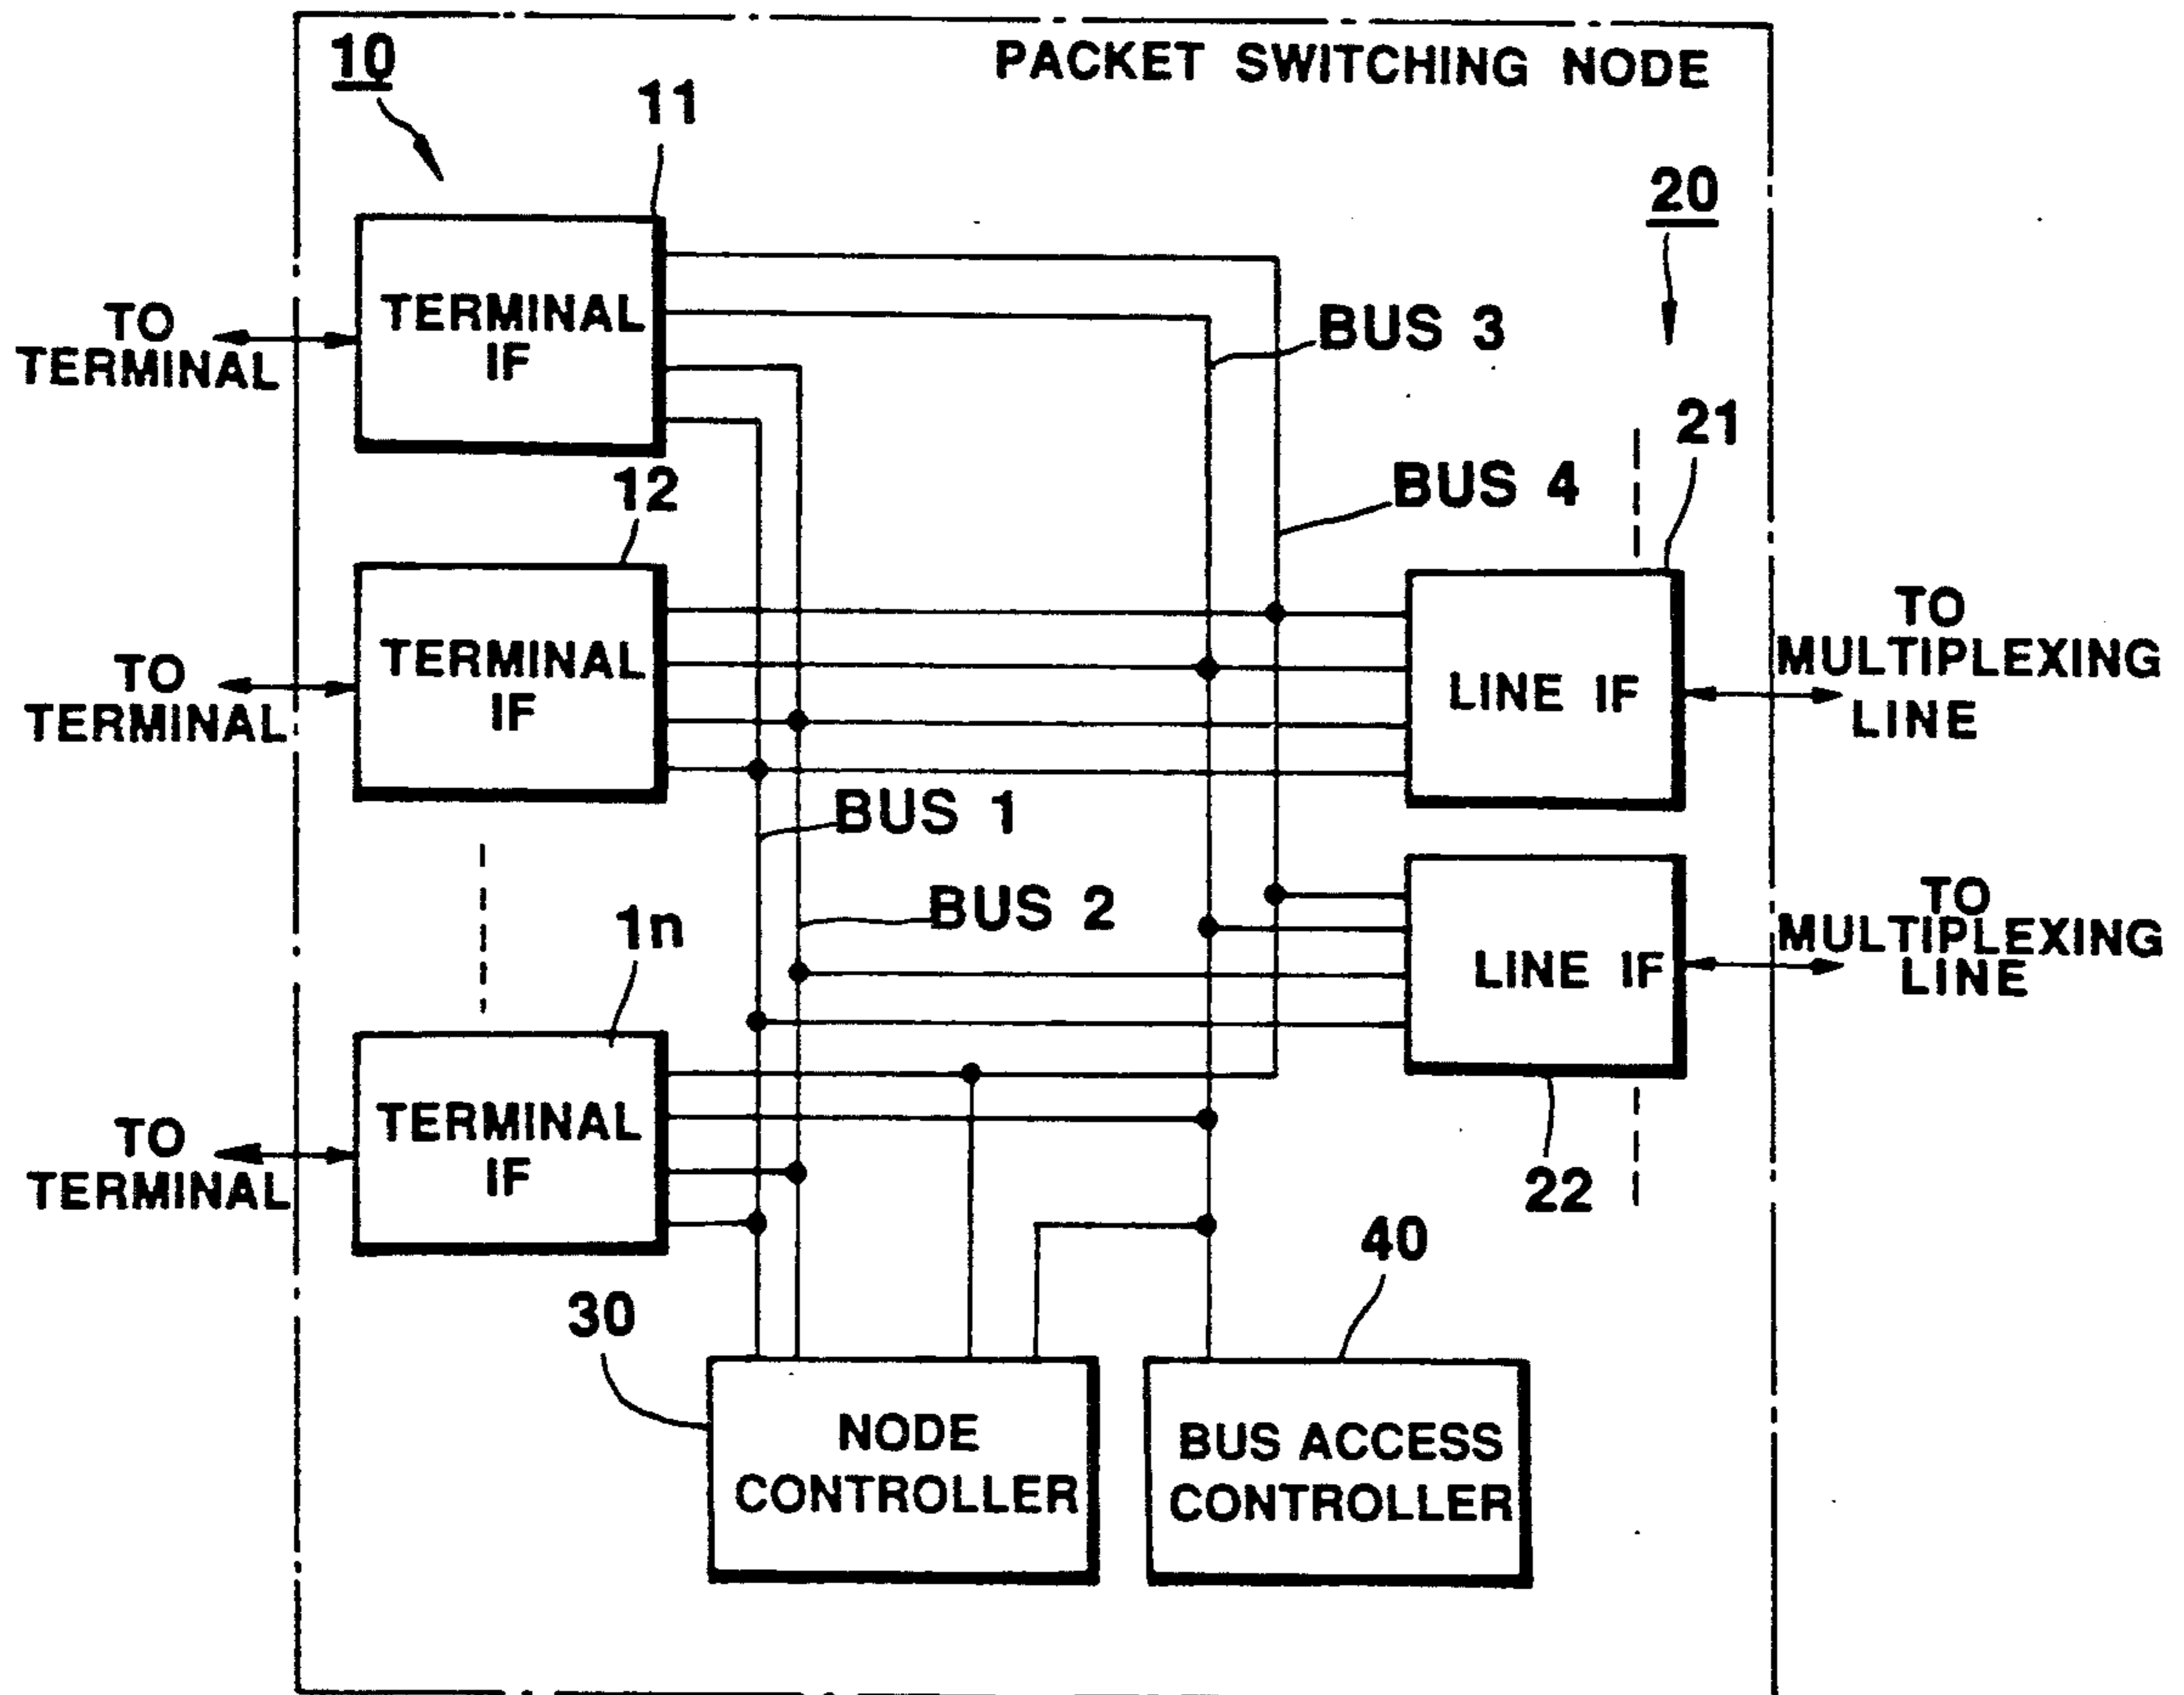 PACKET SWITCHING NODE
10
11
20
TERMINAL
IF
TO
TERMINAL
BUS 3
21
BUS 4
12
TERMINAL
IF
TO
TERMINAL
LINE IF
TO
MULTIPLEXING
LINE
BUS 1
BUS 2
1n
LINE IF
TO
MULTIPLEXING
LINE
TERMINAL
IF
TO
TERMINAL
22
40
30
NODE
CONTROLLER
BUS ACCESS
CONTROLLER